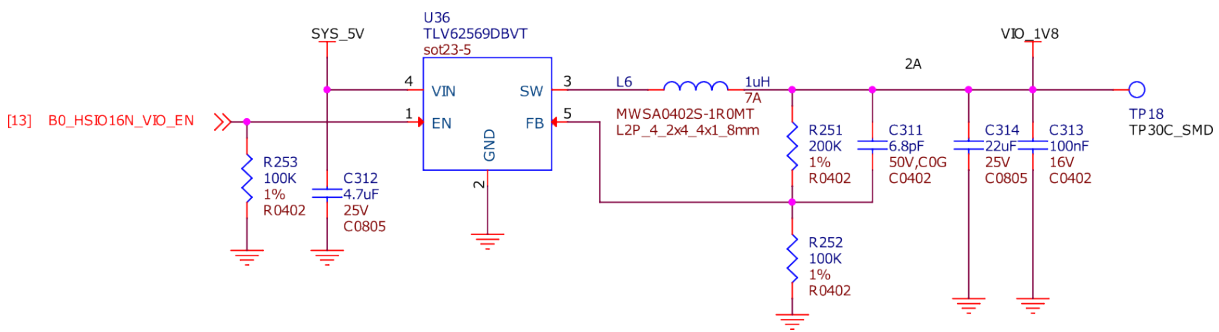 U36
TLV62569DBVT
sot23-5
SYS_5V
VIO_1V8
2A
4
VIN
SW
3
L6
1uH
7A
MWSA0402S-1R0MT
L2P_4_2x4_4x1_8mm
TP18
TP30C_SMD
[13] B0_HSIO16N_VIO_EN
1
EN
FB
5
GND
2
R253
100K
1%
R0402
C312
4.7uF
25V
C0805
R251
200K
1%
R0402
C311
6.8pF
50V,C0G
C0402
C314
22uF
25V
C0805
C313
100nF
16V
C0402
R252
100K
1%
R0402